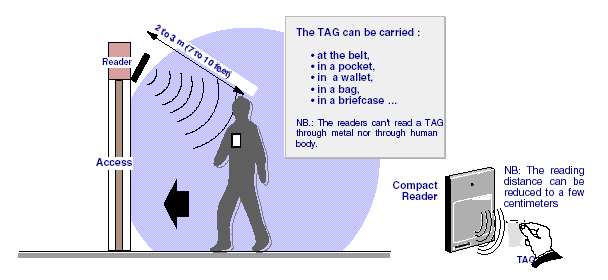 2 to 3 m (7 to 10 feet)
Reader
Access
The TAG can be carried :
• at the belt,
• in a pocket,
• in a wallet,
• in a bag,
• in a briefcase ...
NB.: The readers can't read a TAG
through metal nor through human
body.
Compact
Reader
NB: The reading
distance can be
reduced to a few
centimeters
TAG